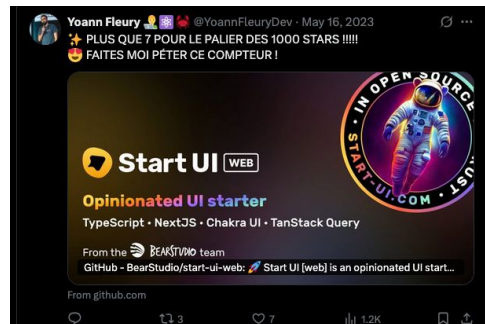 Yoann Fleury 👨‍🚀⚛️🦀 @YoannFleuryDev · May 16, 2023
✨ PLUS QUE 7 POUR LE PALIER DES 1000 STARS !!!!!
😍 FAITES MOI PÉTER CE COMPTEUR !
IN OPEN SOURCE
UST
START-UI.COM
Start UI WEB
Opinionated UI starter
TypeScript • NextJS • Chakra UI • TanStack Query
From the BEARSTUDIO team
GitHub - BearStudio/start-ui-web: 🚀 Start UI [web] is an opinionated UI start...
From github.com
3
7
1.2K